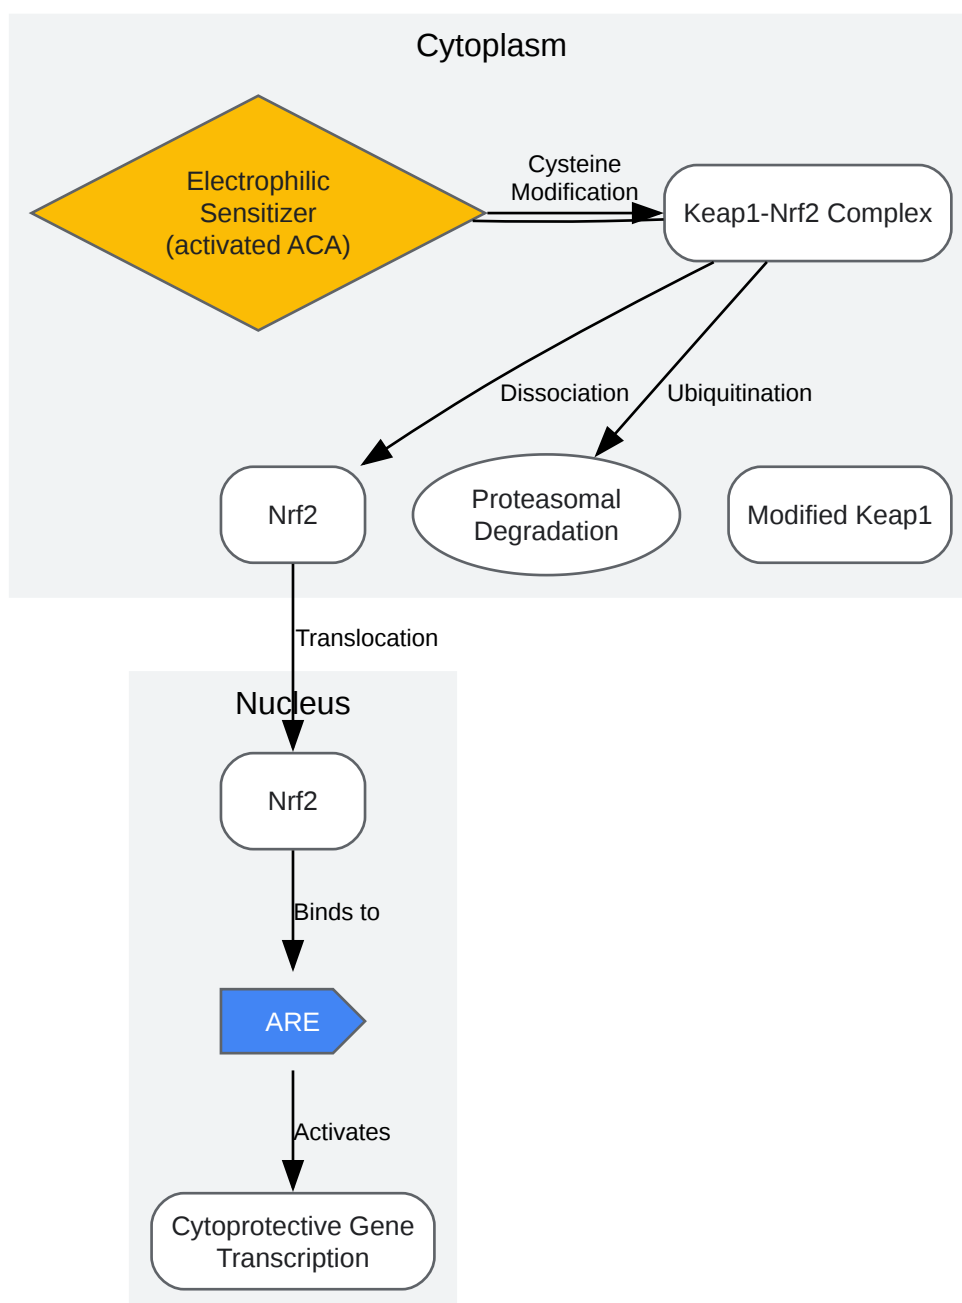 Cytoplasm
Electrophilic
Sensitizer
(activated ACA)
Cysteine
Modification
Keap1-Nrf2 Complex
Dissociation
Ubiquitination
Nrf2
Proteasomal
Degradation
Modified Keap1
Translocation
Nucleus
Nrf2
Binds to
ARE
Activates
Cytoprotective Gene
Transcription